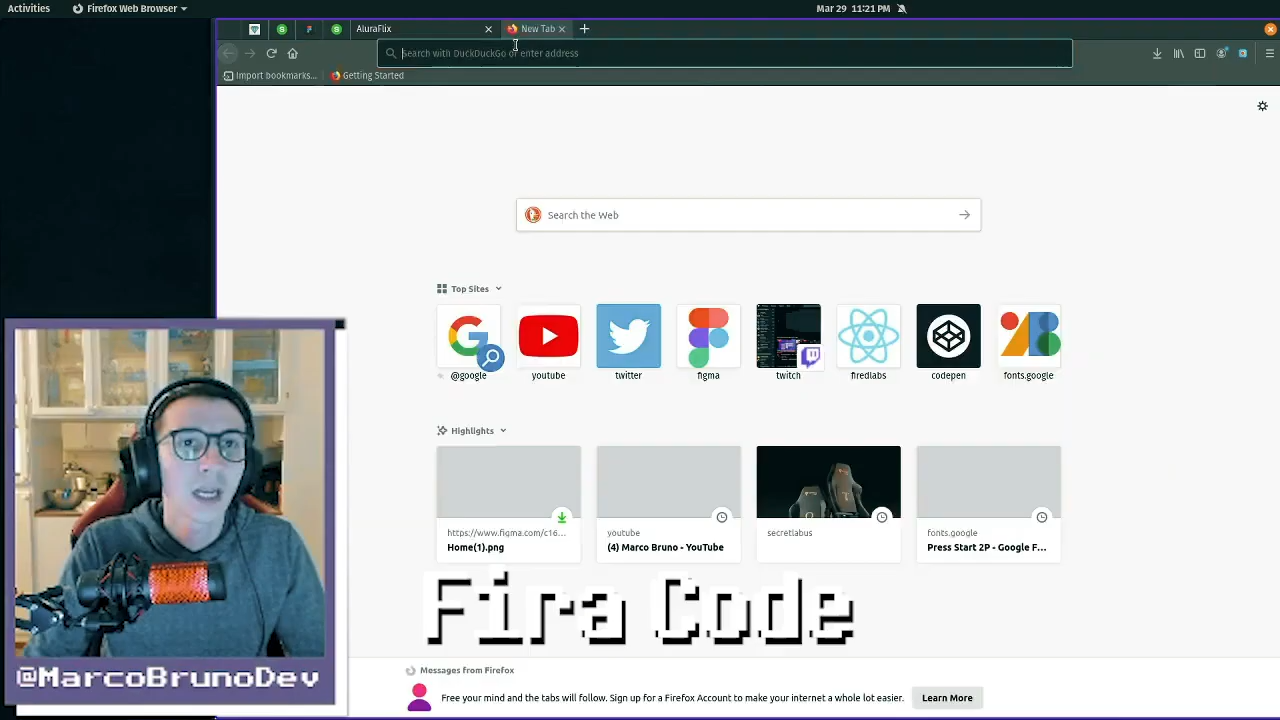 Activities
Firefox Web Browser
Mar 29 11:21 PM
AluraFlix
New Tab
Search with DuckDuckGo or enter address
Import bookmarks...
Getting Started
Search the Web
Top Sites
@google
youtube
twitter
figma
twitch
firedlabs
codepen
fonts.google
Highlights
https://www.figma.com/c16...
Home(1).png
youtube
(4) Marco Bruno - YouTube
secretlabus
fonts.google
Press Start 2P - Google F...
Fira Code
@MarcoBrunoDev
Messages from Firefox
Free your mind and the tabs will follow. Sign up for a Firefox Account to make your internet a whole lot easier.
Learn More